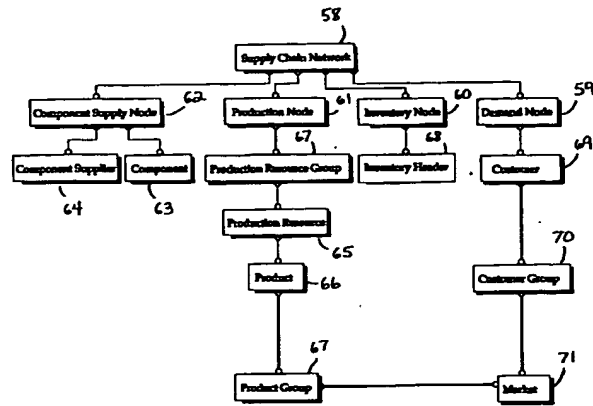 58
Supply Chain Network
62
61
60
59
Component Supply Node
Production Node
Inventory Node
Demand Node
67
68
69
Component Supplier
Component
Production Resource Group
Inventory Header
Customer
64
63
Production Resource
65
70
Product
66
Customer Group
67
71
Product Group
Market